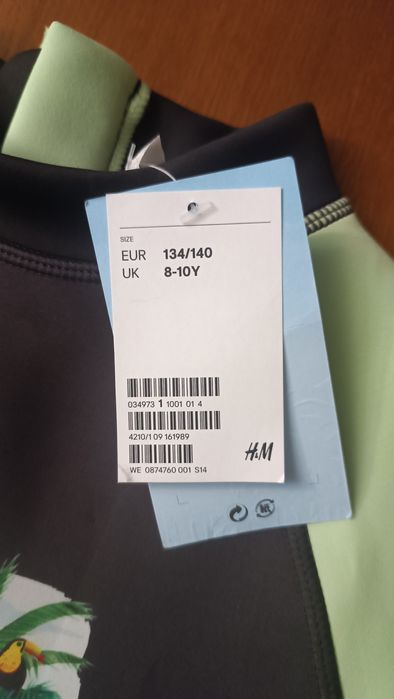 SIZE
EUR 134/140
UK 8-10Y
034973 1 1001 01 4
4210/1 09 161989
H&M
WE 0874760 001 S14